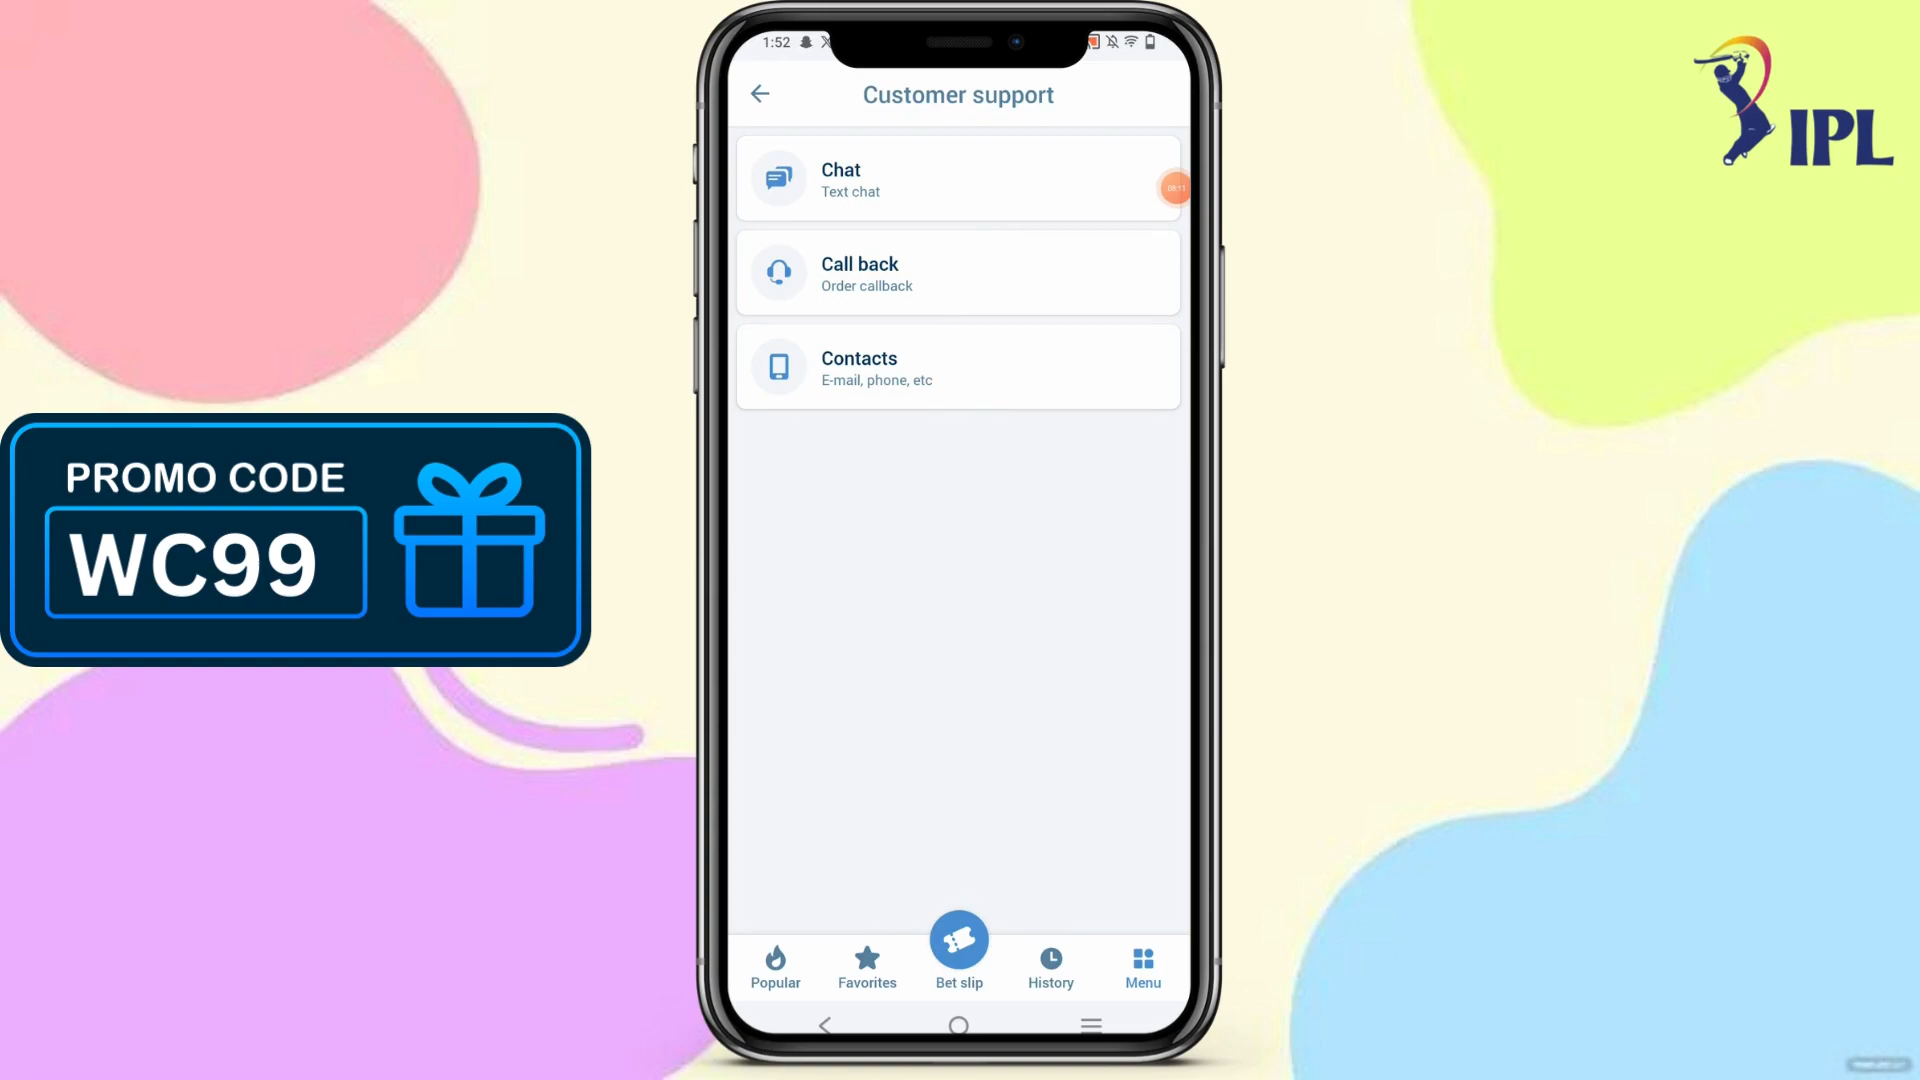 1:52
Customer support
Chat
Text chat
Call back
Order callback
Contacts
E-mail, phone, etc
Popular
Favorites
Bet slip
History
Menu
PROMO CODE
WC99
IPL